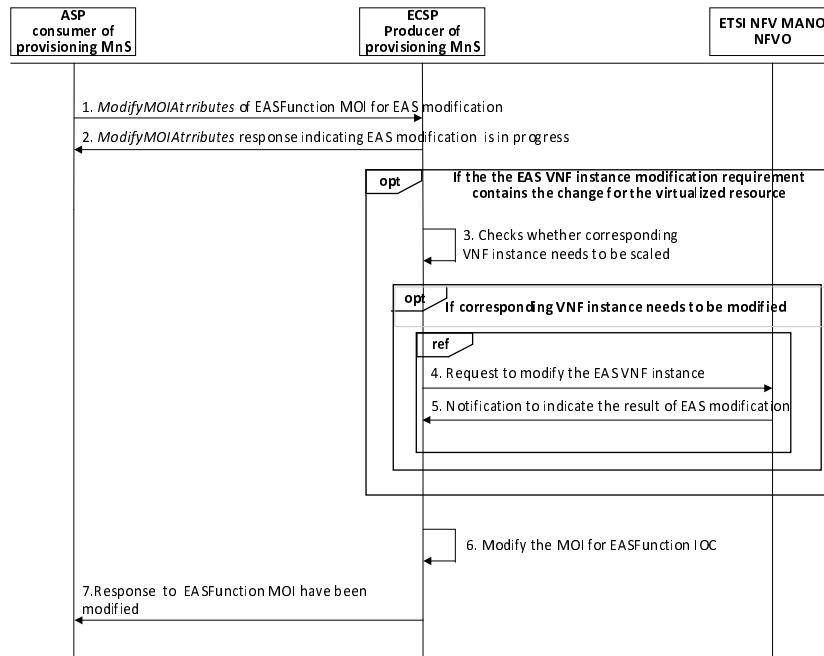 ASP
consumer of
provisioning MnS
ECSP
Producer of
provisioning MnS
ETSI NFV MANO
NFVO
1. ModifyMOIAtrributes of EASFunction MOI for EAS modification
2. ModifyMOIAtrributes response indicating EAS modification is in progress
opt
If the the EAS VNF instance modification requirement
contains the change for the virtualized resource
3. Checks whether corresponding
VNF instance needs to be scaled
opt
If corresponding VNF instance needs to be modified
ref
4. Request to modify the EAS VNF instance
5. Notification to indicate the result of EAS modification
6. Modify the MOI for EASFunction IOC
7.Response to EASFunction MOI have been
modified